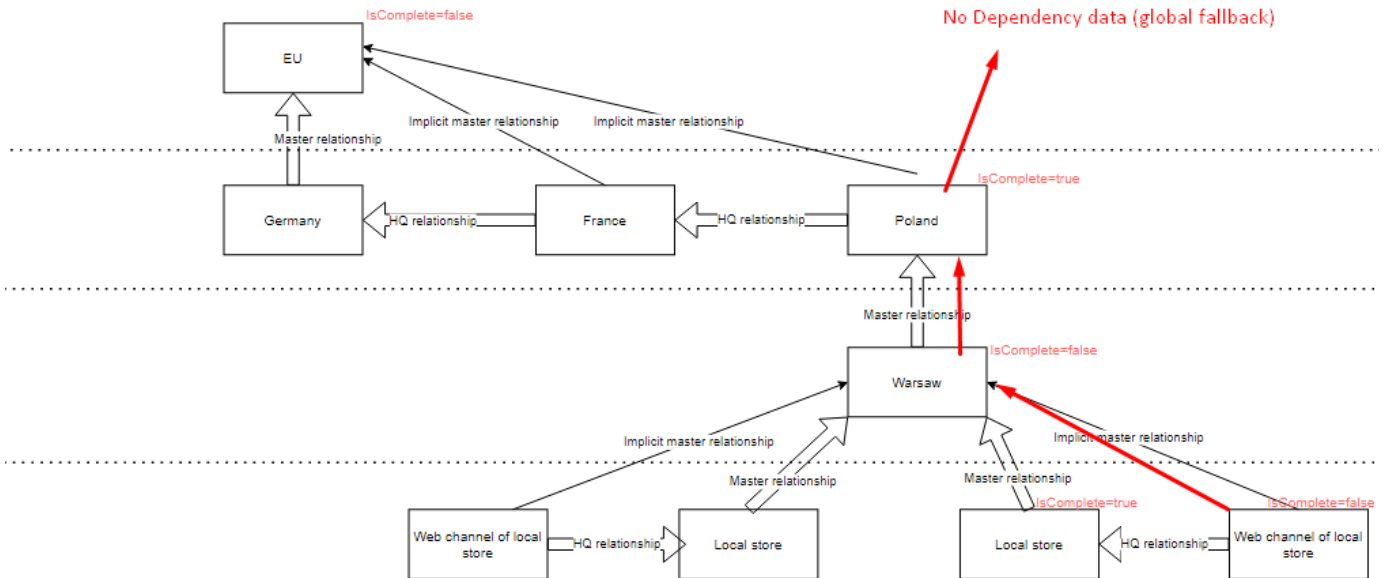 IsComplete=false
No Dependency data (global fallback)
EU
Implicit master relationship
Implicit master relationship
Master relationship
IsComplete=true
Germany
HQ relationship
France
HQ relationship
Poland
Master relationship
IsComplete=false
Warsaw
Implicit master relationship
Implicit master relationship
Master relationship
Master relationship
IsComplete=true
IsComplete=false
Web channel of local
store
HQ relationship
Local store
Local store
HQ relationship
Web channel of local
store